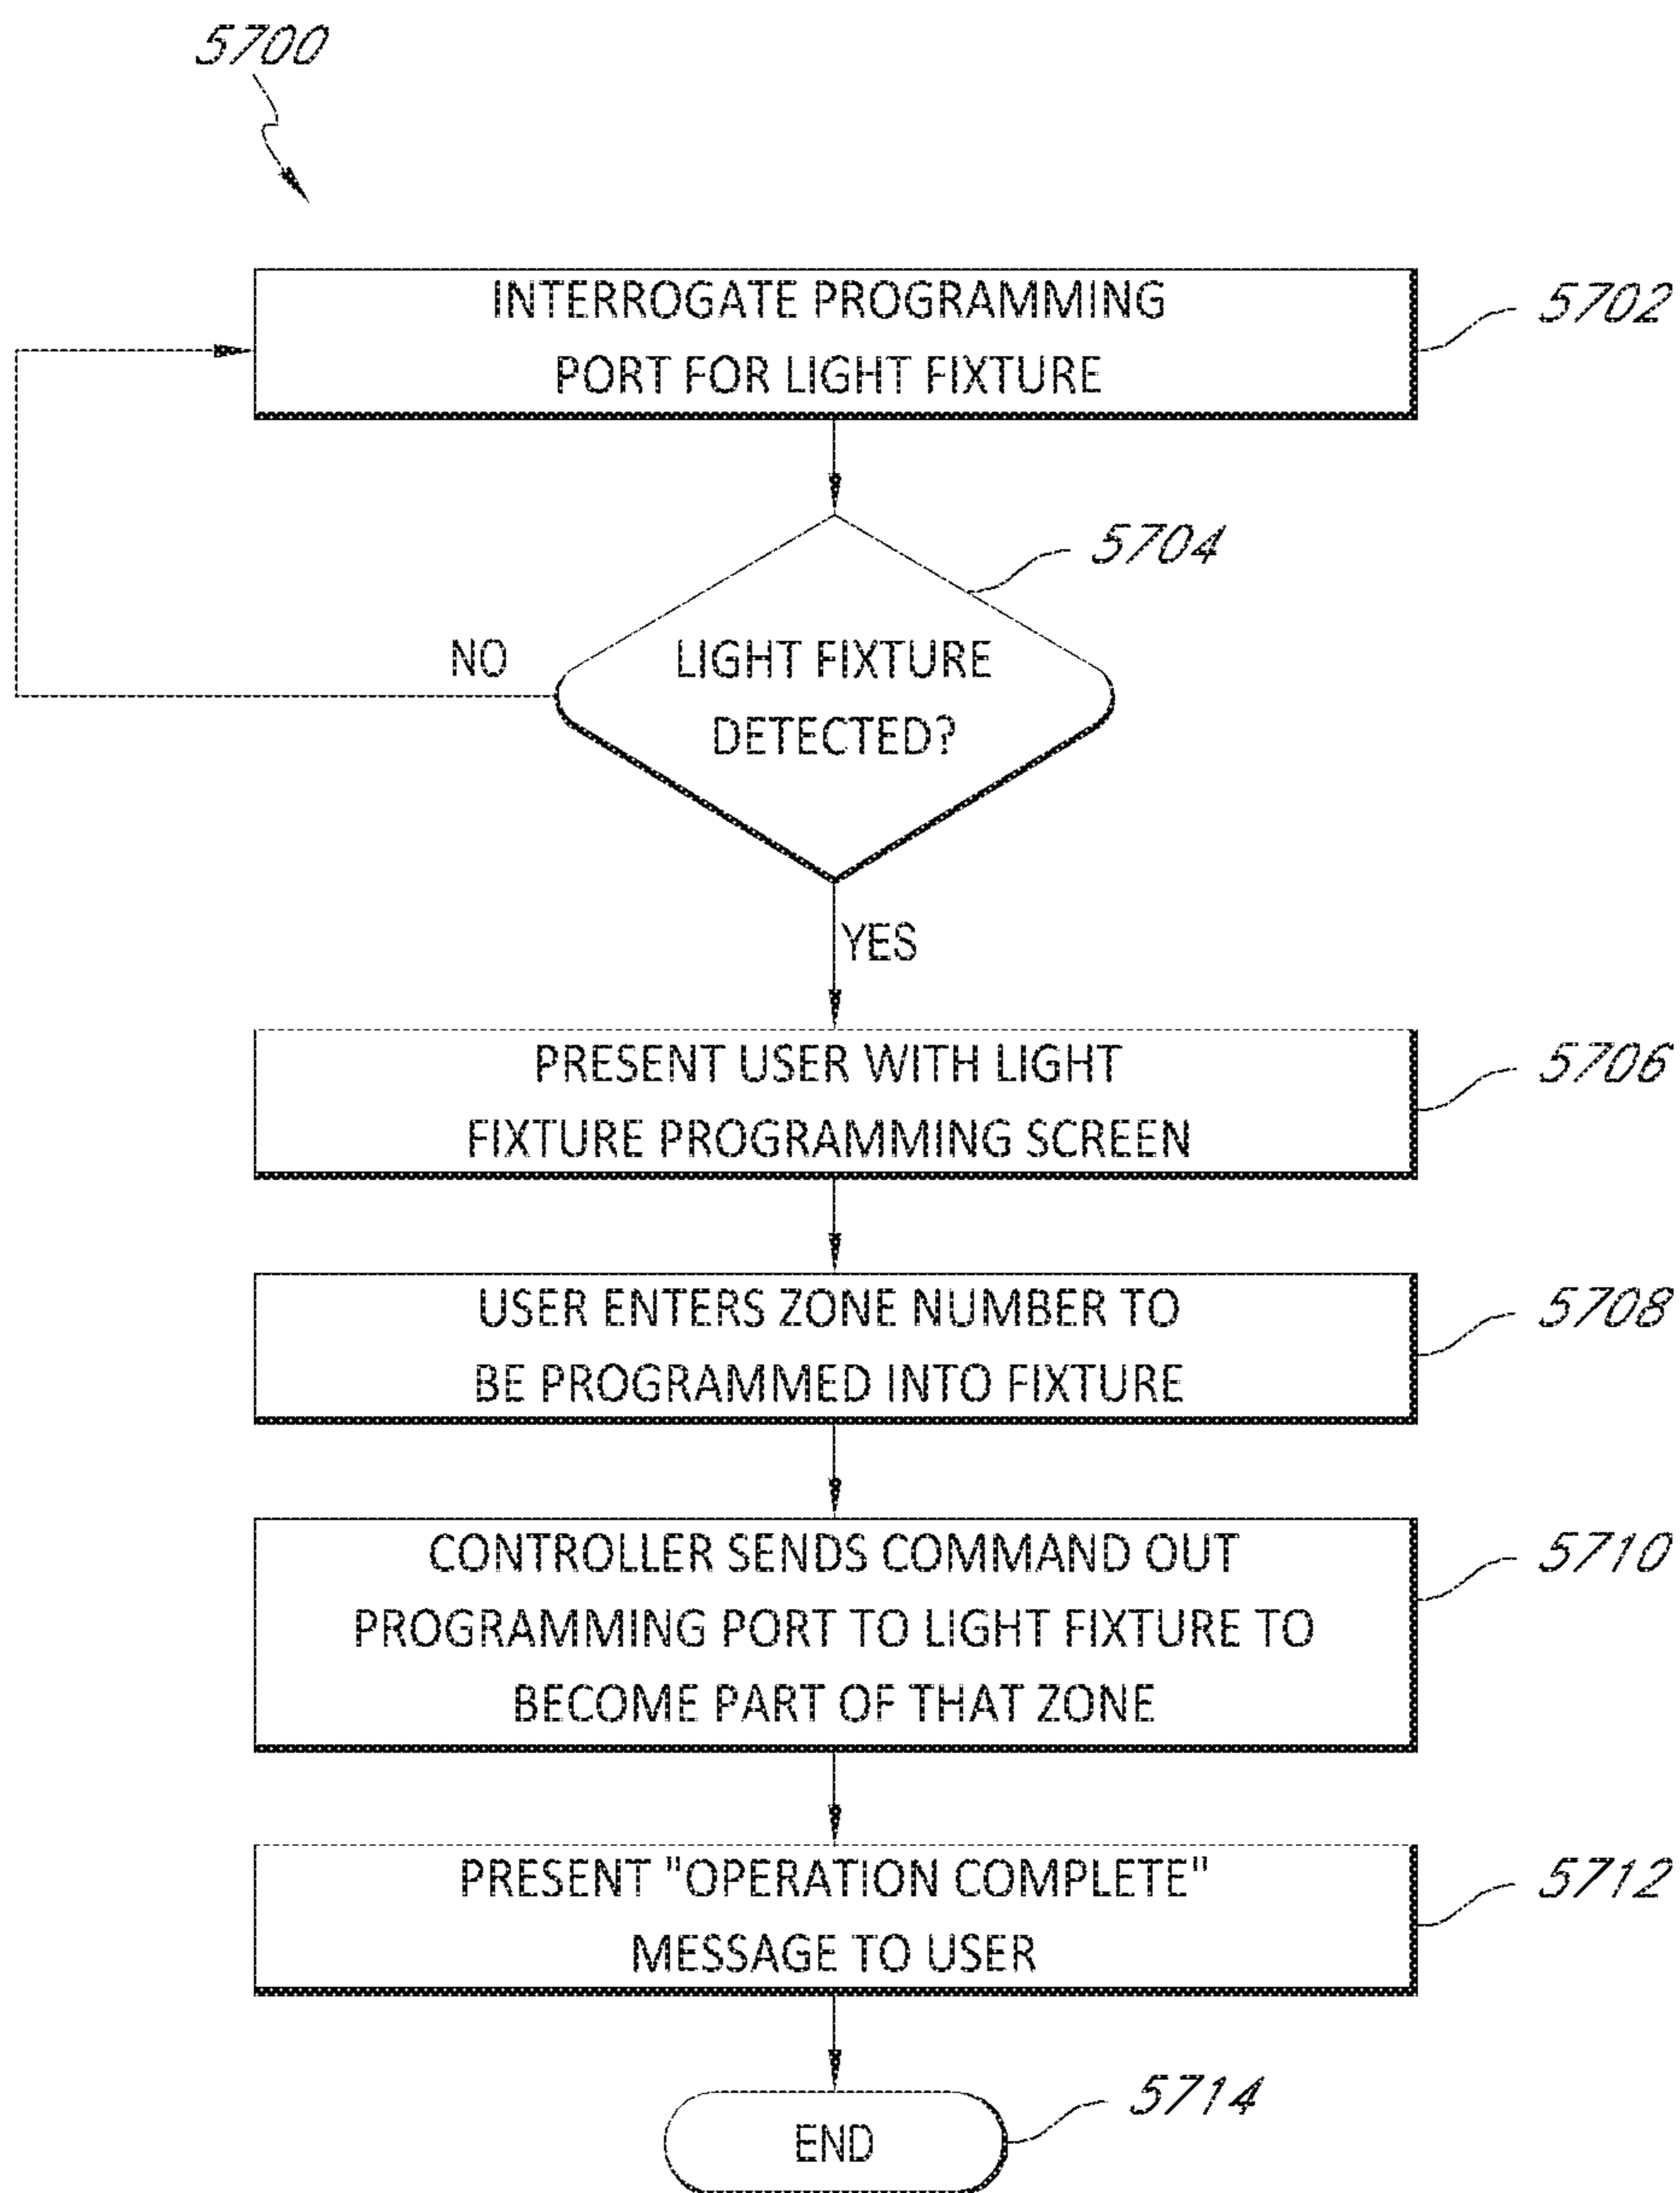 5700
INTERROGATE PROGRAMMING
PORT FOR LIGHT FIXTURE
5702
5704
NO
LIGHT FIXTURE
DETECTED?
YES
PRESENT USER WITH LIGHT
FIXTURE PROGRAMMING SCREEN
5706
USER ENTERS ZONE NUMBER TO
BE PROGRAMMED INTO FIXTURE
5708
CONTROLLER SENDS COMMAND OUT
PROGRAMMING PORT TO LIGHT FIXTURE TO
BECOME PART OF THAT ZONE
5710
PRESENT "OPERATION COMPLETE"
MESSAGE TO USER
5712
END
5714